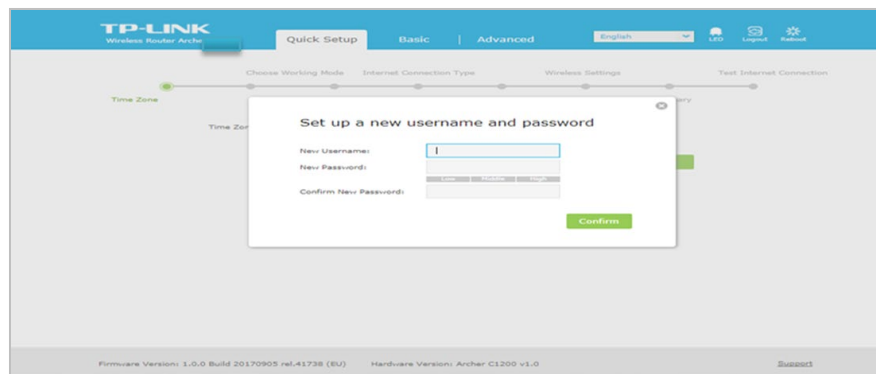 TP-LINK
Wireless Router Arche
Quick Setup
Basic
|
Advanced
English
LED
Logout
Reboot
Choose Working Mode
Internet Connection Type
Wireless Settings
Test Internet Connection
Time Zone
Time Zon
Set up a new username and password
New Username:
New Password:
Low Middle High
Confirm New Password:
Confirm
Firmware Version: 1.0.0 Build 20170905 rel.41738 (EU)
Hardware Version: Archer C1200 v1.0
Support